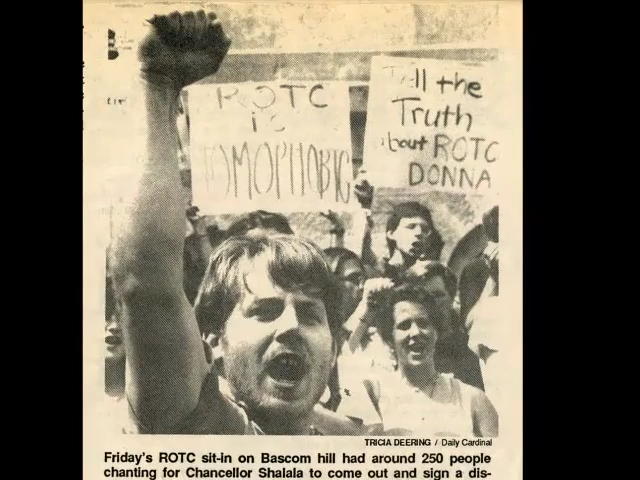 ROTC
is
HOMOPHOBIC
Tell the
Truth
about ROTC
DONNA
TRICIA DEERING / Daily Cardinal
Friday's ROTC sit-in on Bascom hill had around 250 people
chanting for Chancellor Shalala to come out and sign a dis-